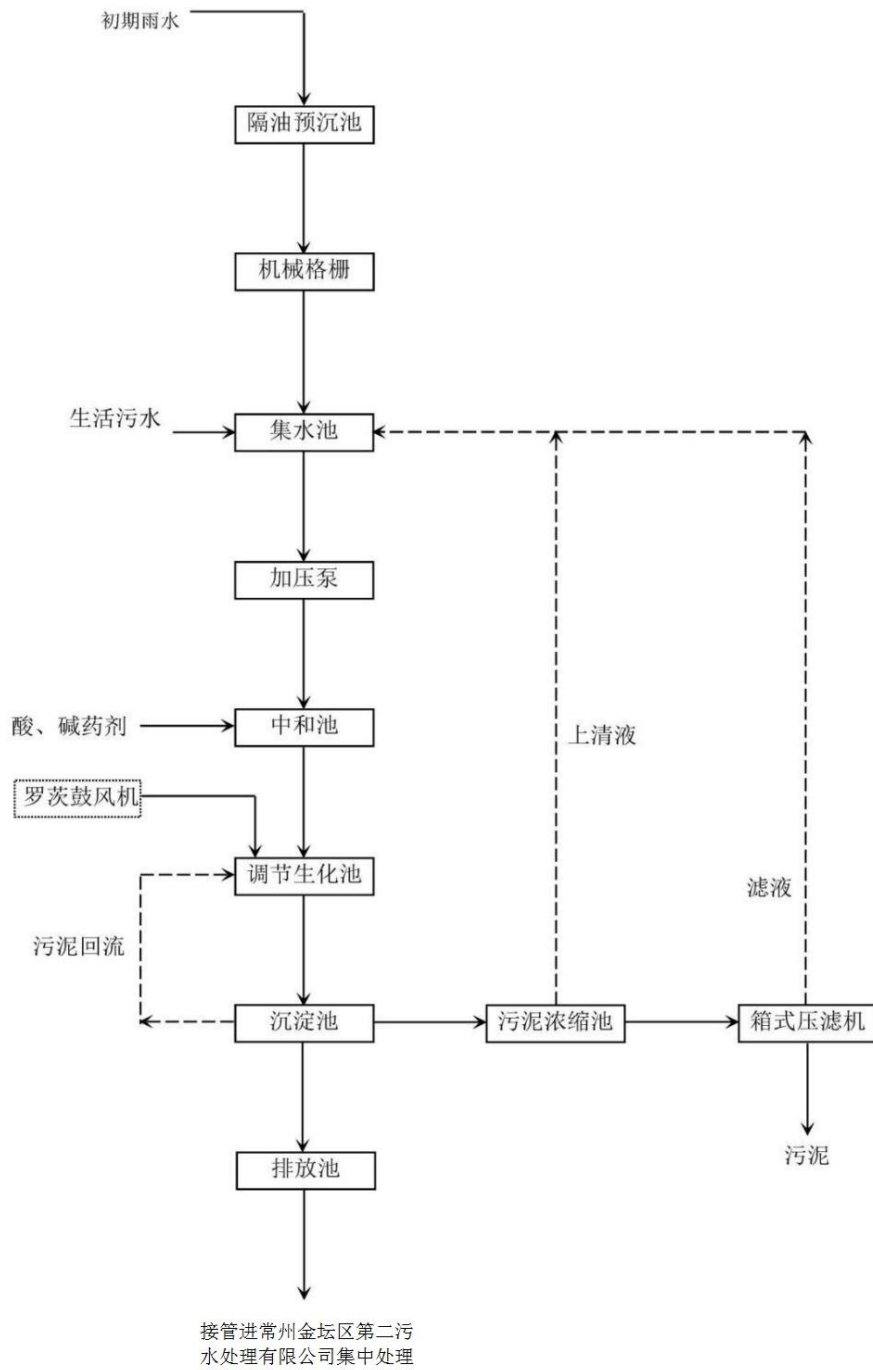 初期雨水
隔油预沉池
机械格栅
生活污水
集水池
加压泵
酸、碱药剂
中和池
上清液
罗茨鼓风机
调节生化池
滤液
污泥回流
沉淀池
污泥浓缩池
箱式压滤机
污泥
排放池
接管进常州金坛区第二污
水处理有限公司集中处理